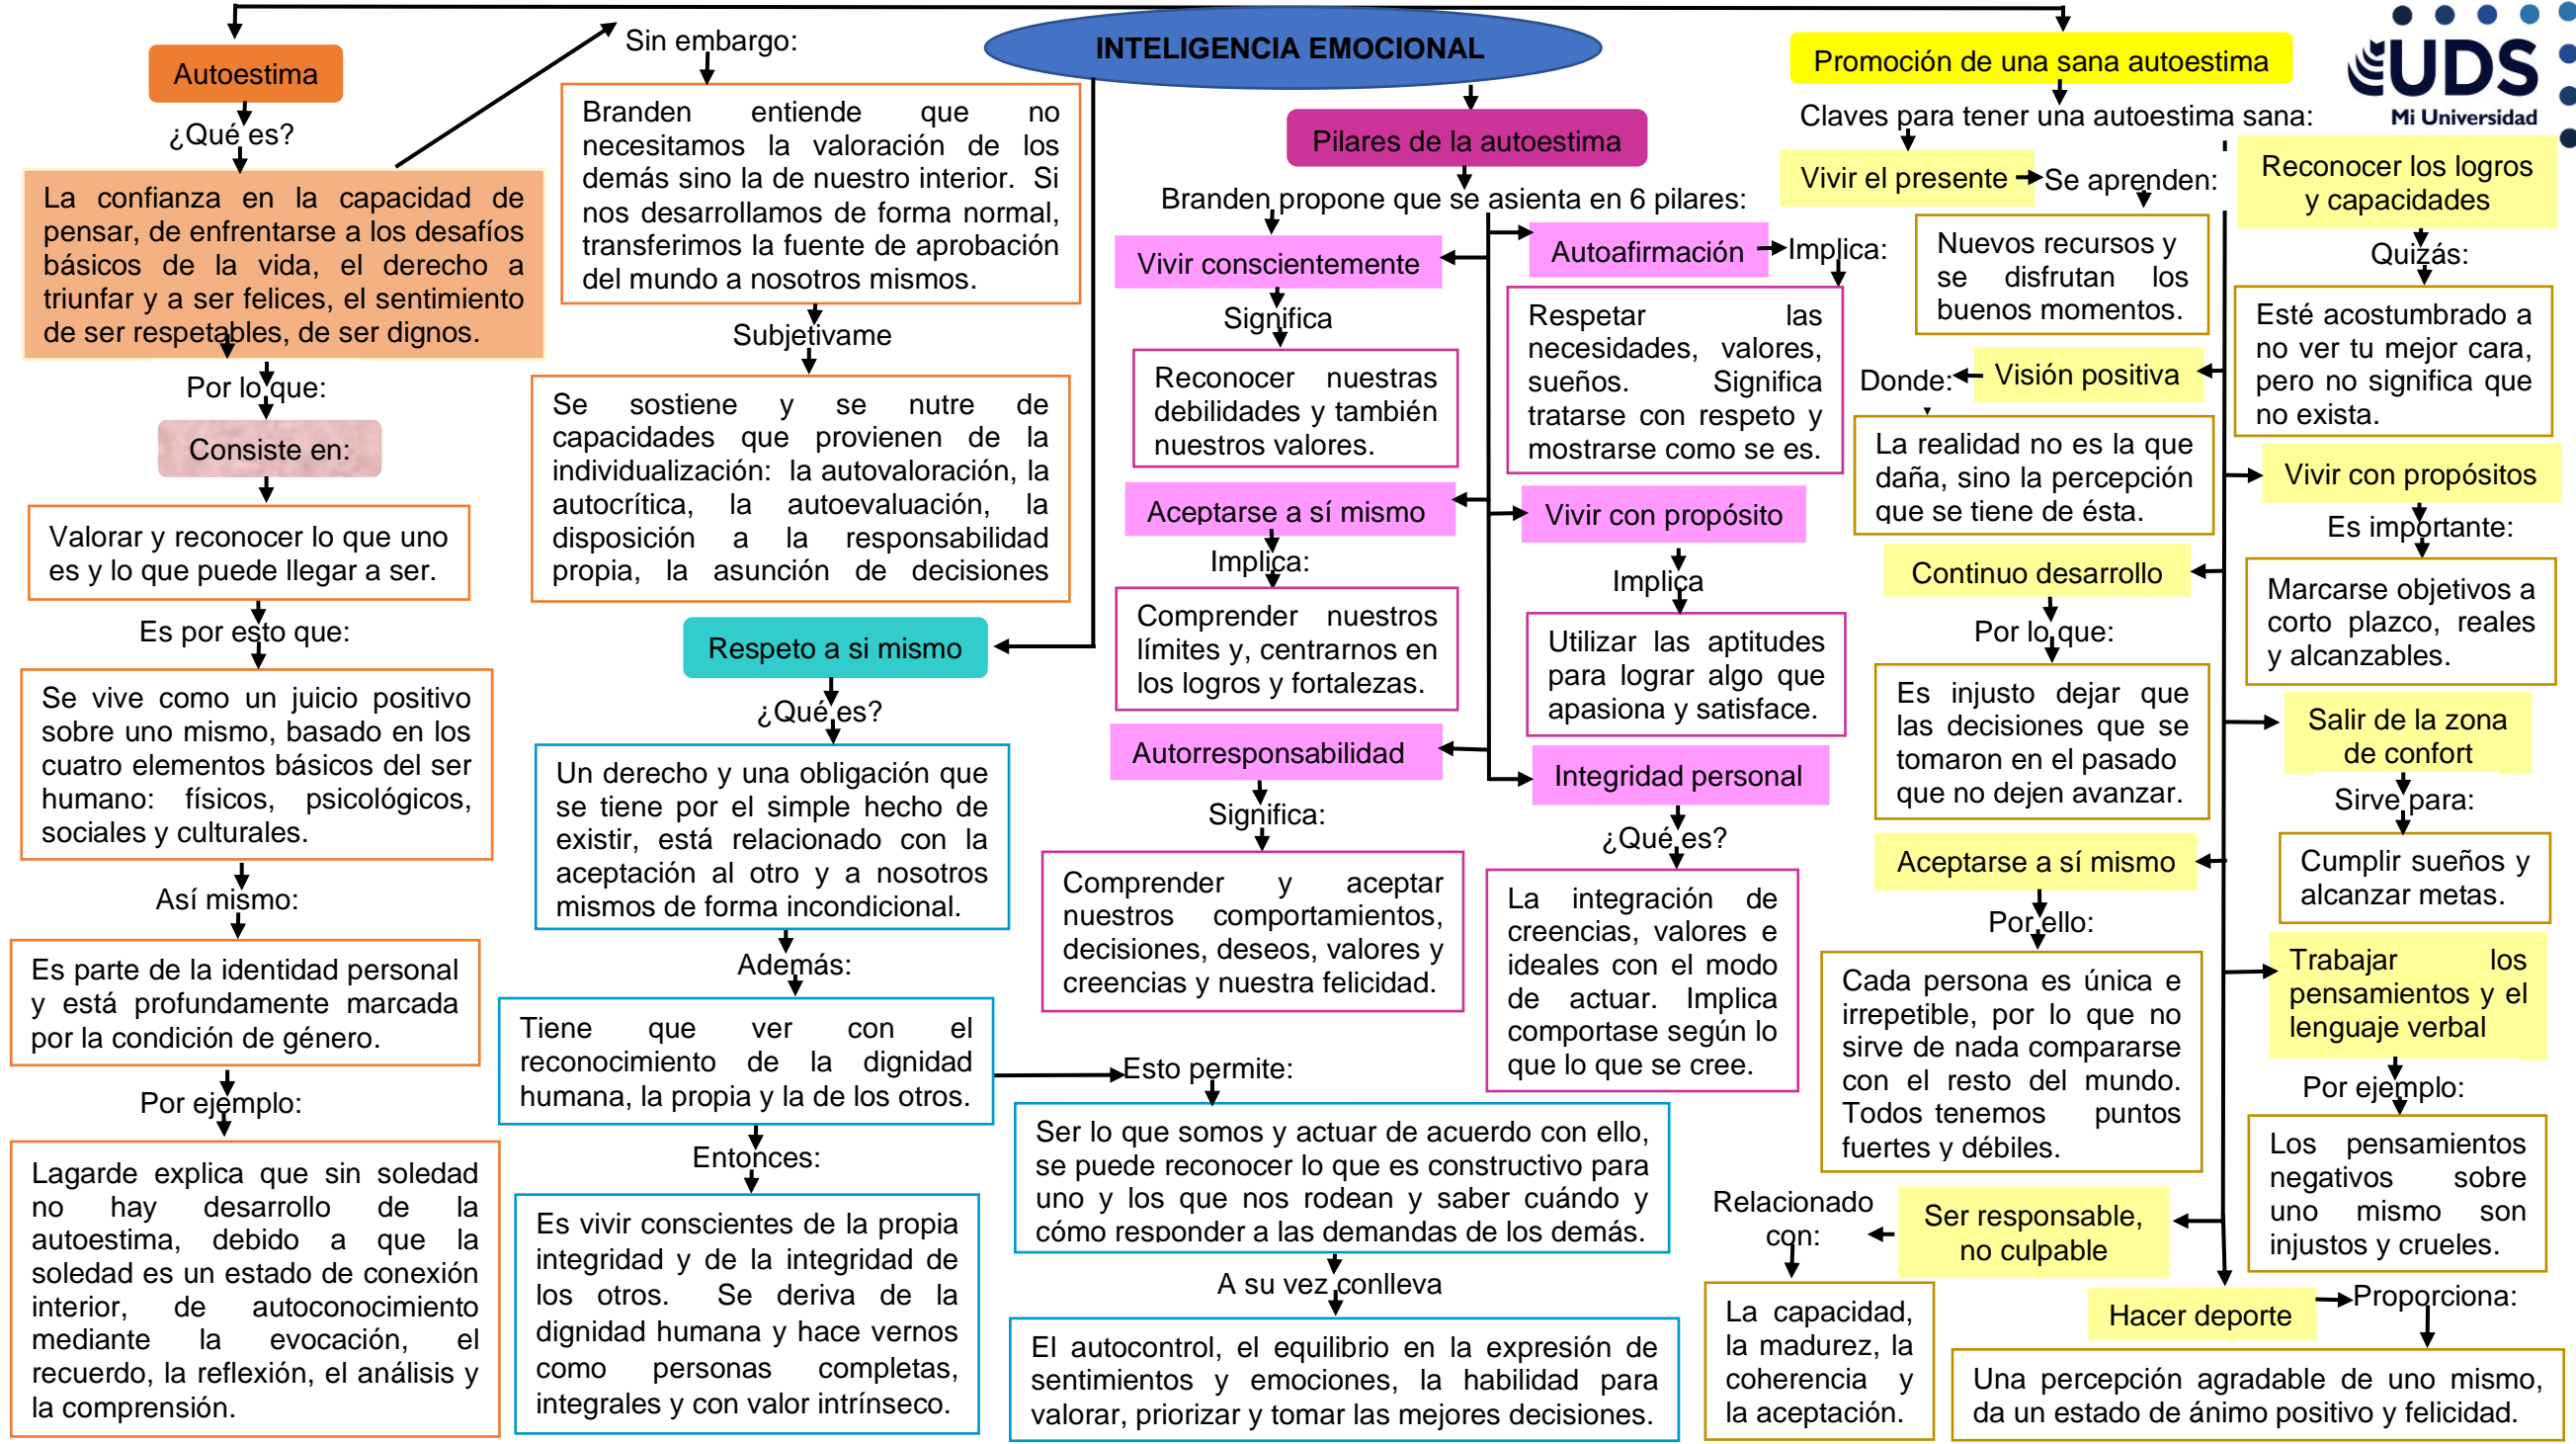 INTELIGENCIA EMOCIONAL
Autoestima
¿Qué es?
La confianza en la capacidad de
pensar, de enfrentarse a los desafíos
básicos de la vida, el derecho a
triunfar y a ser felices, el sentimiento
de ser respetables, de ser dignos.
Por lo que:
Consiste en:
Valorar y reconocer lo que uno
es y lo que puede llegar a ser.
Es por esto que:
Se vive como un juicio positivo
sobre uno mismo, basado en los
cuatro elementos básicos del ser
humano: físicos, psicológicos,
sociales y culturales.
Así mismo:
Es parte de la identidad personal
y está profundamente marcada
por la condición de género.
Por ejemplo:
Lagarde explica que sin soledad
no hay desarrollo de la
autoestima, debido a que la
soledad es un estado de conexión
interior, de autoconocimiento
mediante la evocación, el
recuerdo, la reflexión, el análisis y
la comprensión.
Sin embargo:
Branden entiende que no
necesitamos la valoración de los
demás sino la de nuestro interior. Si
nos desarrollamos de forma normal,
transferimos la fuente de aprobación
del mundo a nosotros mismos.
Subjetivame
Se sostiene y se nutre de
capacidades que provienen de la
individualización: la autovaloración, la
autocrítica, la autoevaluación, la
disposición a la responsabilidad
propia, la asunción de decisiones
Respeto a si mismo
¿Qué es?
Un derecho y una obligación que
se tiene por el simple hecho de
existir, está relacionado con la
aceptación al otro y a nosotros
mismos de forma incondicional.
Además:
Tiene que ver con el
reconocimiento de la dignidad
humana, la propia y la de los otros.
Entonces:
Es vivir conscientes de la propia
integridad y de la integridad de
los otros. Se deriva de la
dignidad humana y hace vernos
como personas completas,
integrales y con valor intrínseco.
Esto permite:
Ser lo que somos y actuar de acuerdo con ello,
se puede reconocer lo que es constructivo para
uno y los que nos rodean y saber cuándo y
cómo responder a las demandas de los demás.
A su vez conlleva
El autocontrol, el equilibrio en la expresión de
sentimientos y emociones, la habilidad para
valorar, priorizar y tomar las mejores decisiones.
Pilares de la autoestima
Branden propone que se asienta en 6 pilares:
Vivir conscientemente
Significa
Reconocer nuestras
debilidades y también
nuestros valores.
Aceptarse a sí mismo
Implica:
Comprender nuestros
límites y, centrarnos en
los logros y fortalezas.
Autorresponsabilidad
Significa:
Comprender y aceptar
nuestros comportamientos,
decisiones, deseos, valores y
creencias y nuestra felicidad.
Autoafirmación
Implica:
Respetar las
necesidades, valores,
sueños. Significa
tratarse con respeto y
mostrarse como se es.
Vivir con propósito
Implica
Utilizar las aptitudes
para lograr algo que
apasiona y satisface.
Integridad personal
¿Qué es?
La integración de
creencias, valores e
ideales con el modo
de actuar. Implica
comportase según lo
que lo que se cree.
Promoción de una sana autoestima
Claves para tener una autoestima sana:
Vivir el presente
Se aprenden:
Nuevos recursos y
se disfrutan los
buenos momentos.
Visión positiva
Donde:
La realidad no es la que
daña, sino la percepción
que se tiene de ésta.
Continuo desarrollo
Por lo que:
Es injusto dejar que
las decisiones que se
tomaron en el pasado
que no dejen avanzar.
Aceptarse a sí mismo
Por ello:
Cada persona es única e
irrepetible, por lo que no
sirve de nada compararse
con el resto del mundo.
Todos tenemos puntos
fuertes y débiles.
Ser responsable,
no culpable
Relacionado
con:
La capacidad,
la madurez, la
coherencia y
la aceptación.
UDS
Mi Universidad
Reconocer los logros
y capacidades
Quizás:
Esté acostumbrado a
no ver tu mejor cara,
pero no significa que
no exista.
Vivir con propósitos
Es importante:
Marcarse objetivos a
corto plazco, reales
y alcanzables.
Salir de la zona
de confort
Sirve para:
Cumplir sueños y
alcanzar metas.
Trabajar los
pensamientos y el
lenguaje verbal
Por ejemplo:
Los pensamientos
negativos sobre
uno mismo son
injustos y crueles.
Hacer deporte
Proporciona:
Una percepción agradable de uno mismo,
da un estado de ánimo positivo y felicidad.